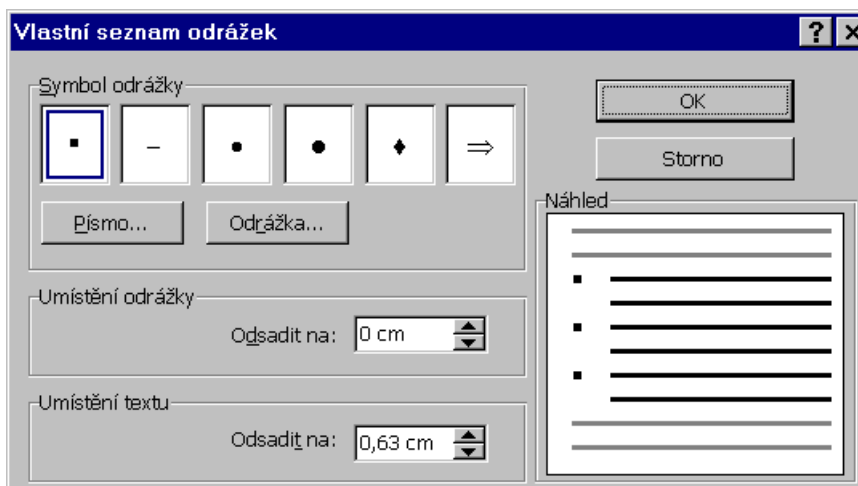 Vlastní seznam odrážek
Symbol odrážky
Písmo...
Odrážka...
Umístění odrážky
Odsadit na: 0 cm
Umístění textu
Odsadit na: 0,63 cm
OK
Storno
Náhled